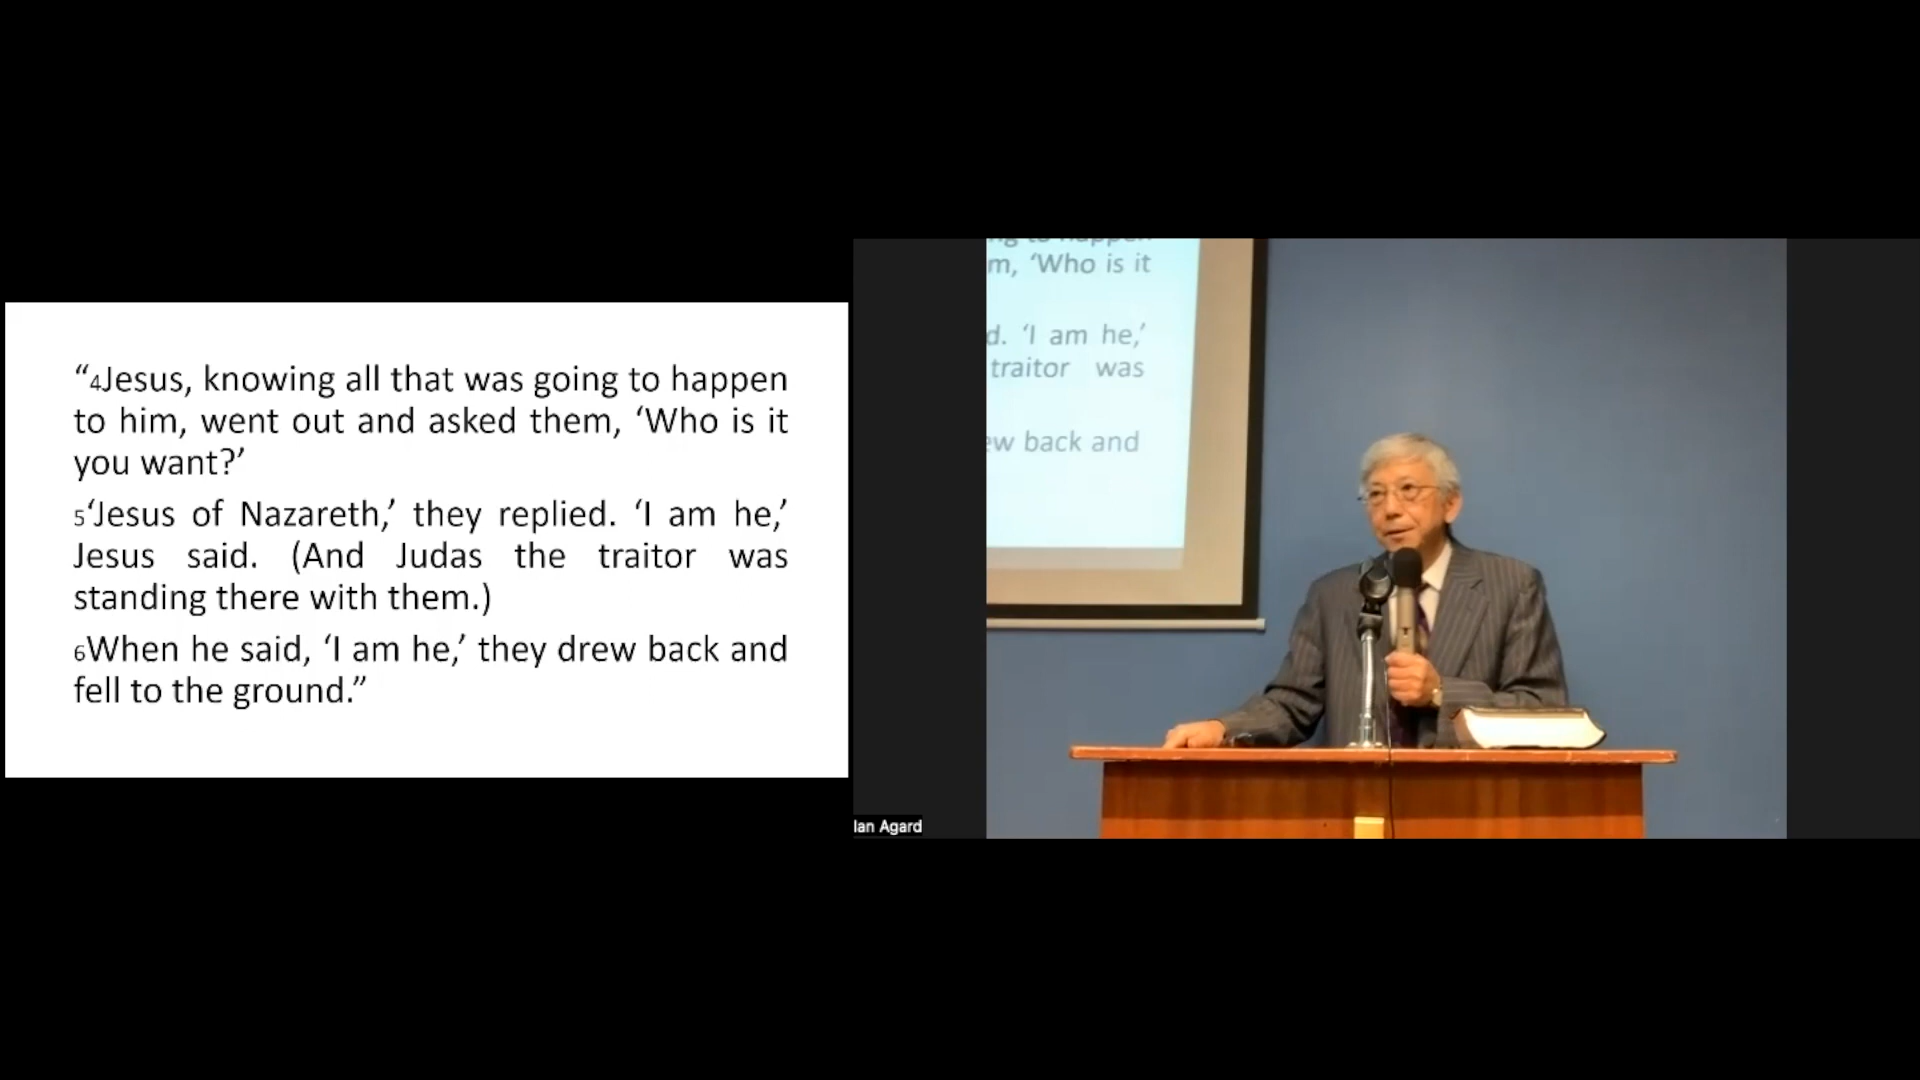 “4Jesus, knowing all that was going to happen
to him, went out and asked them, ‘Who is it
you want?’
5‘Jesus of Nazareth,’ they replied. ‘I am he,’
Jesus said. (And Judas the traitor was
standing there with them.)
6When he said, ‘I am he,’ they drew back and
fell to the ground.”
ng to happen
m, ‘Who is it
d. ‘I am he,’
traitor was
ew back and
Ian Agard